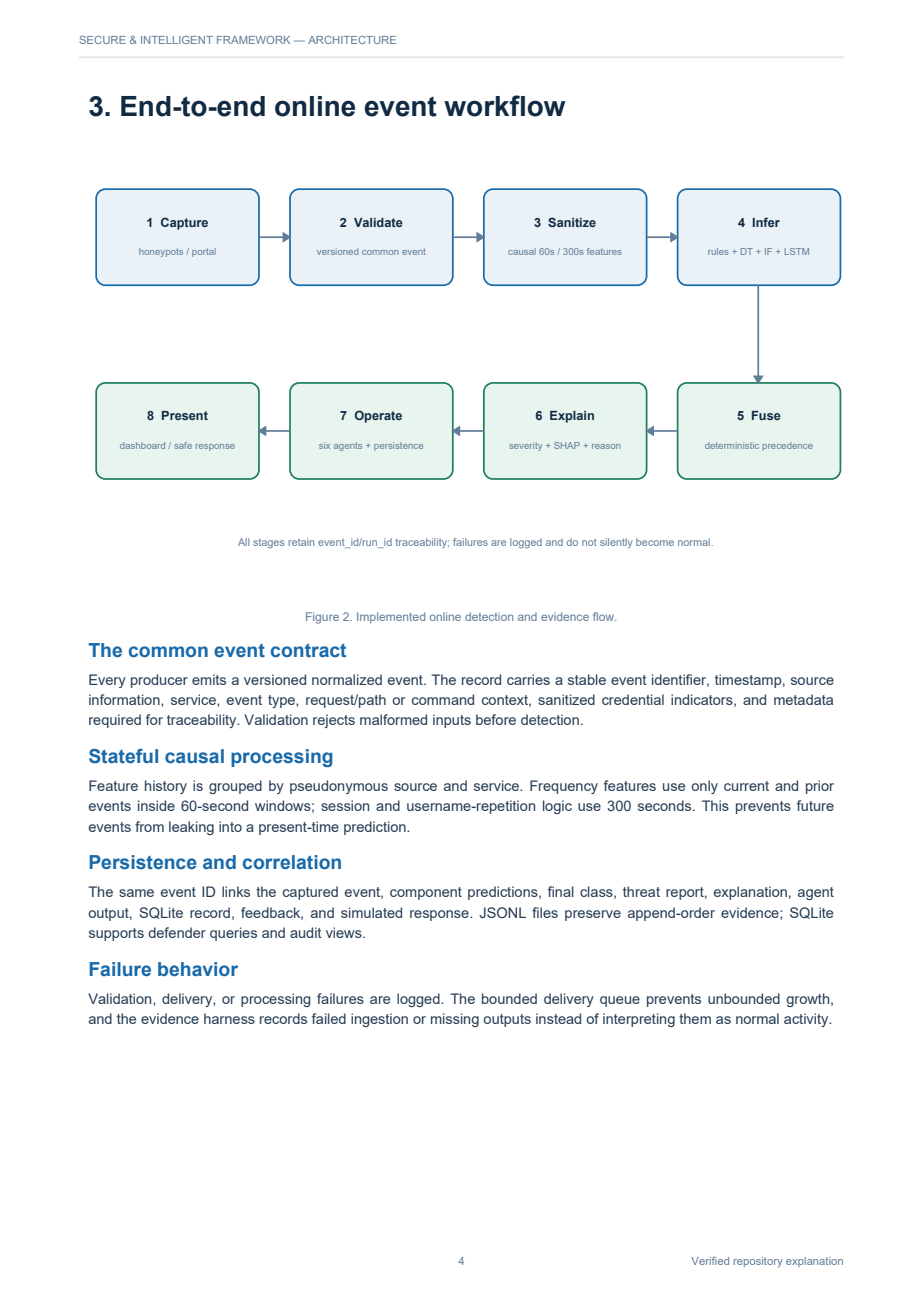 SECURE & INTELLIGENT FRAMEWORK — ARCHITECTURE
3. End-to-end online event workflow
1 Capture
honeypots / portal
2 Validate
versioned common event
3 Sanitize
causal 60s / 300s features
4 Infer
rules + DT + IF + LSTM
8 Present
dashboard / safe response
7 Operate
six agents + persistence
6 Explain
severity + SHAP + reason
5 Fuse
deterministic precedence
All stages retain event_id/run_id traceability; failures are logged and do not silently become normal.
Figure 2. Implemented online detection and evidence flow.
The common event contract
Every producer emits a versioned normalized event. The record carries a stable event identifier, timestamp, source
information, service, event type, request/path or command context, sanitized credential indicators, and metadata
required for traceability. Validation rejects malformed inputs before detection.
Stateful causal processing
Feature history is grouped by pseudonymous source and service. Frequency features use only current and prior
events inside 60-second windows; session and username-repetition logic use 300 seconds. This prevents future
events from leaking into a present-time prediction.
Persistence and correlation
The same event ID links the captured event, component predictions, final class, threat report, explanation, agent
output, SQLite record, feedback, and simulated response. JSONL files preserve append-order evidence; SQLite
supports defender queries and audit views.
Failure behavior
Validation, delivery, or processing failures are logged. The bounded delivery queue prevents unbounded growth,
and the evidence harness records failed ingestion or missing outputs instead of interpreting them as normal activity.
4
Verified repository explanation